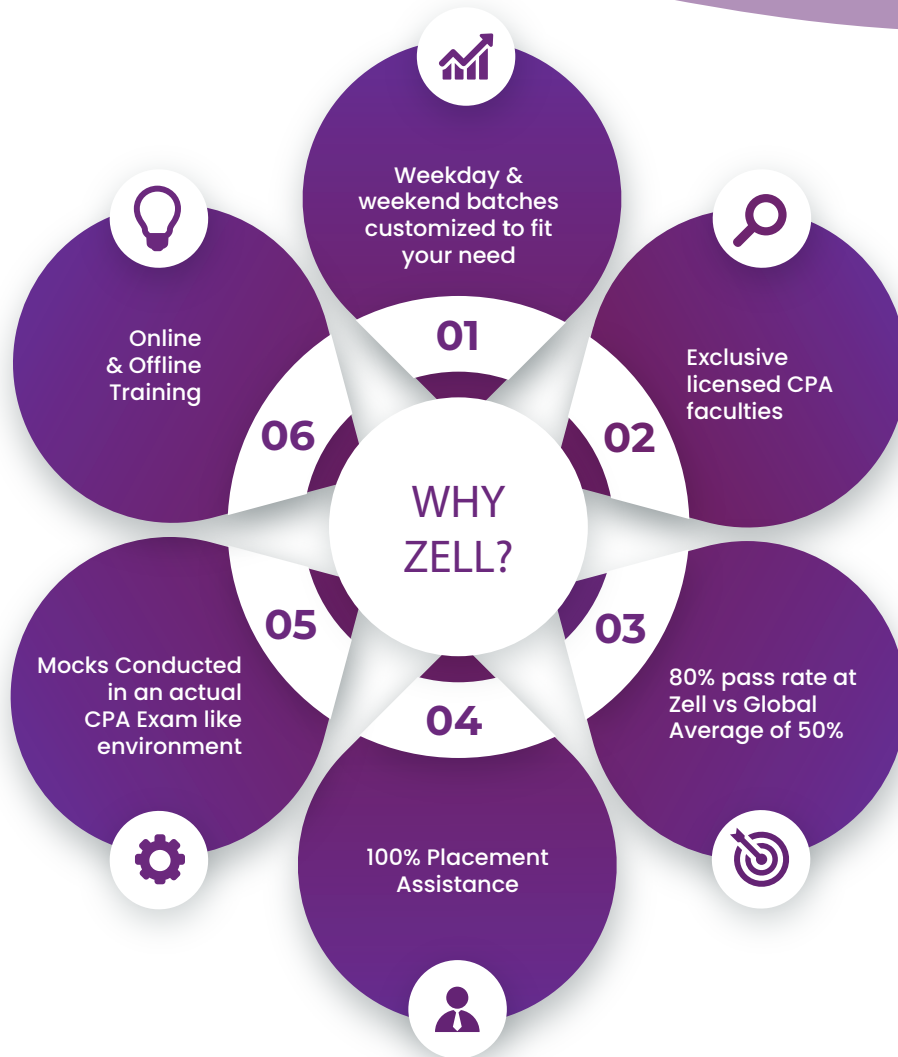 WHY
ZELL?
01
Weekday &
weekend batches
customized to fit
your need
02
Exclusive
licensed CPA
faculties
03
80% pass rate at
Zell vs Global
Average of 50%
04
100% Placement
Assistance
05
Mocks Conducted
in an actual
CPA Exam like
environment
06
Online
& Offline
Training